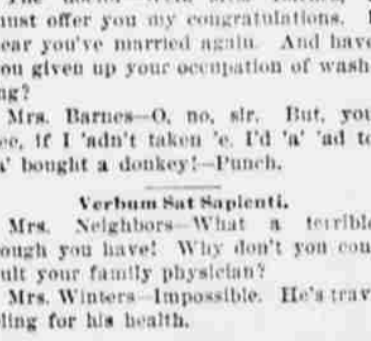 must offer you my congratulations. I
ear you've married again. And have
ou given up your occupation of wash-
ng?
Mrs. Barnes—O, no, sir. But, you
ee, if I 'adn't taken 'e, I'd 'a' 'ad to
a' bought a donkey!—Punch.
Verbum Sat Sapienti.
Mrs. Neighbors—What a terrible
ough you have! Why don't you con-
ult your family physician?
Mrs. Winters—Impossible. He's trav-
ling for his health.